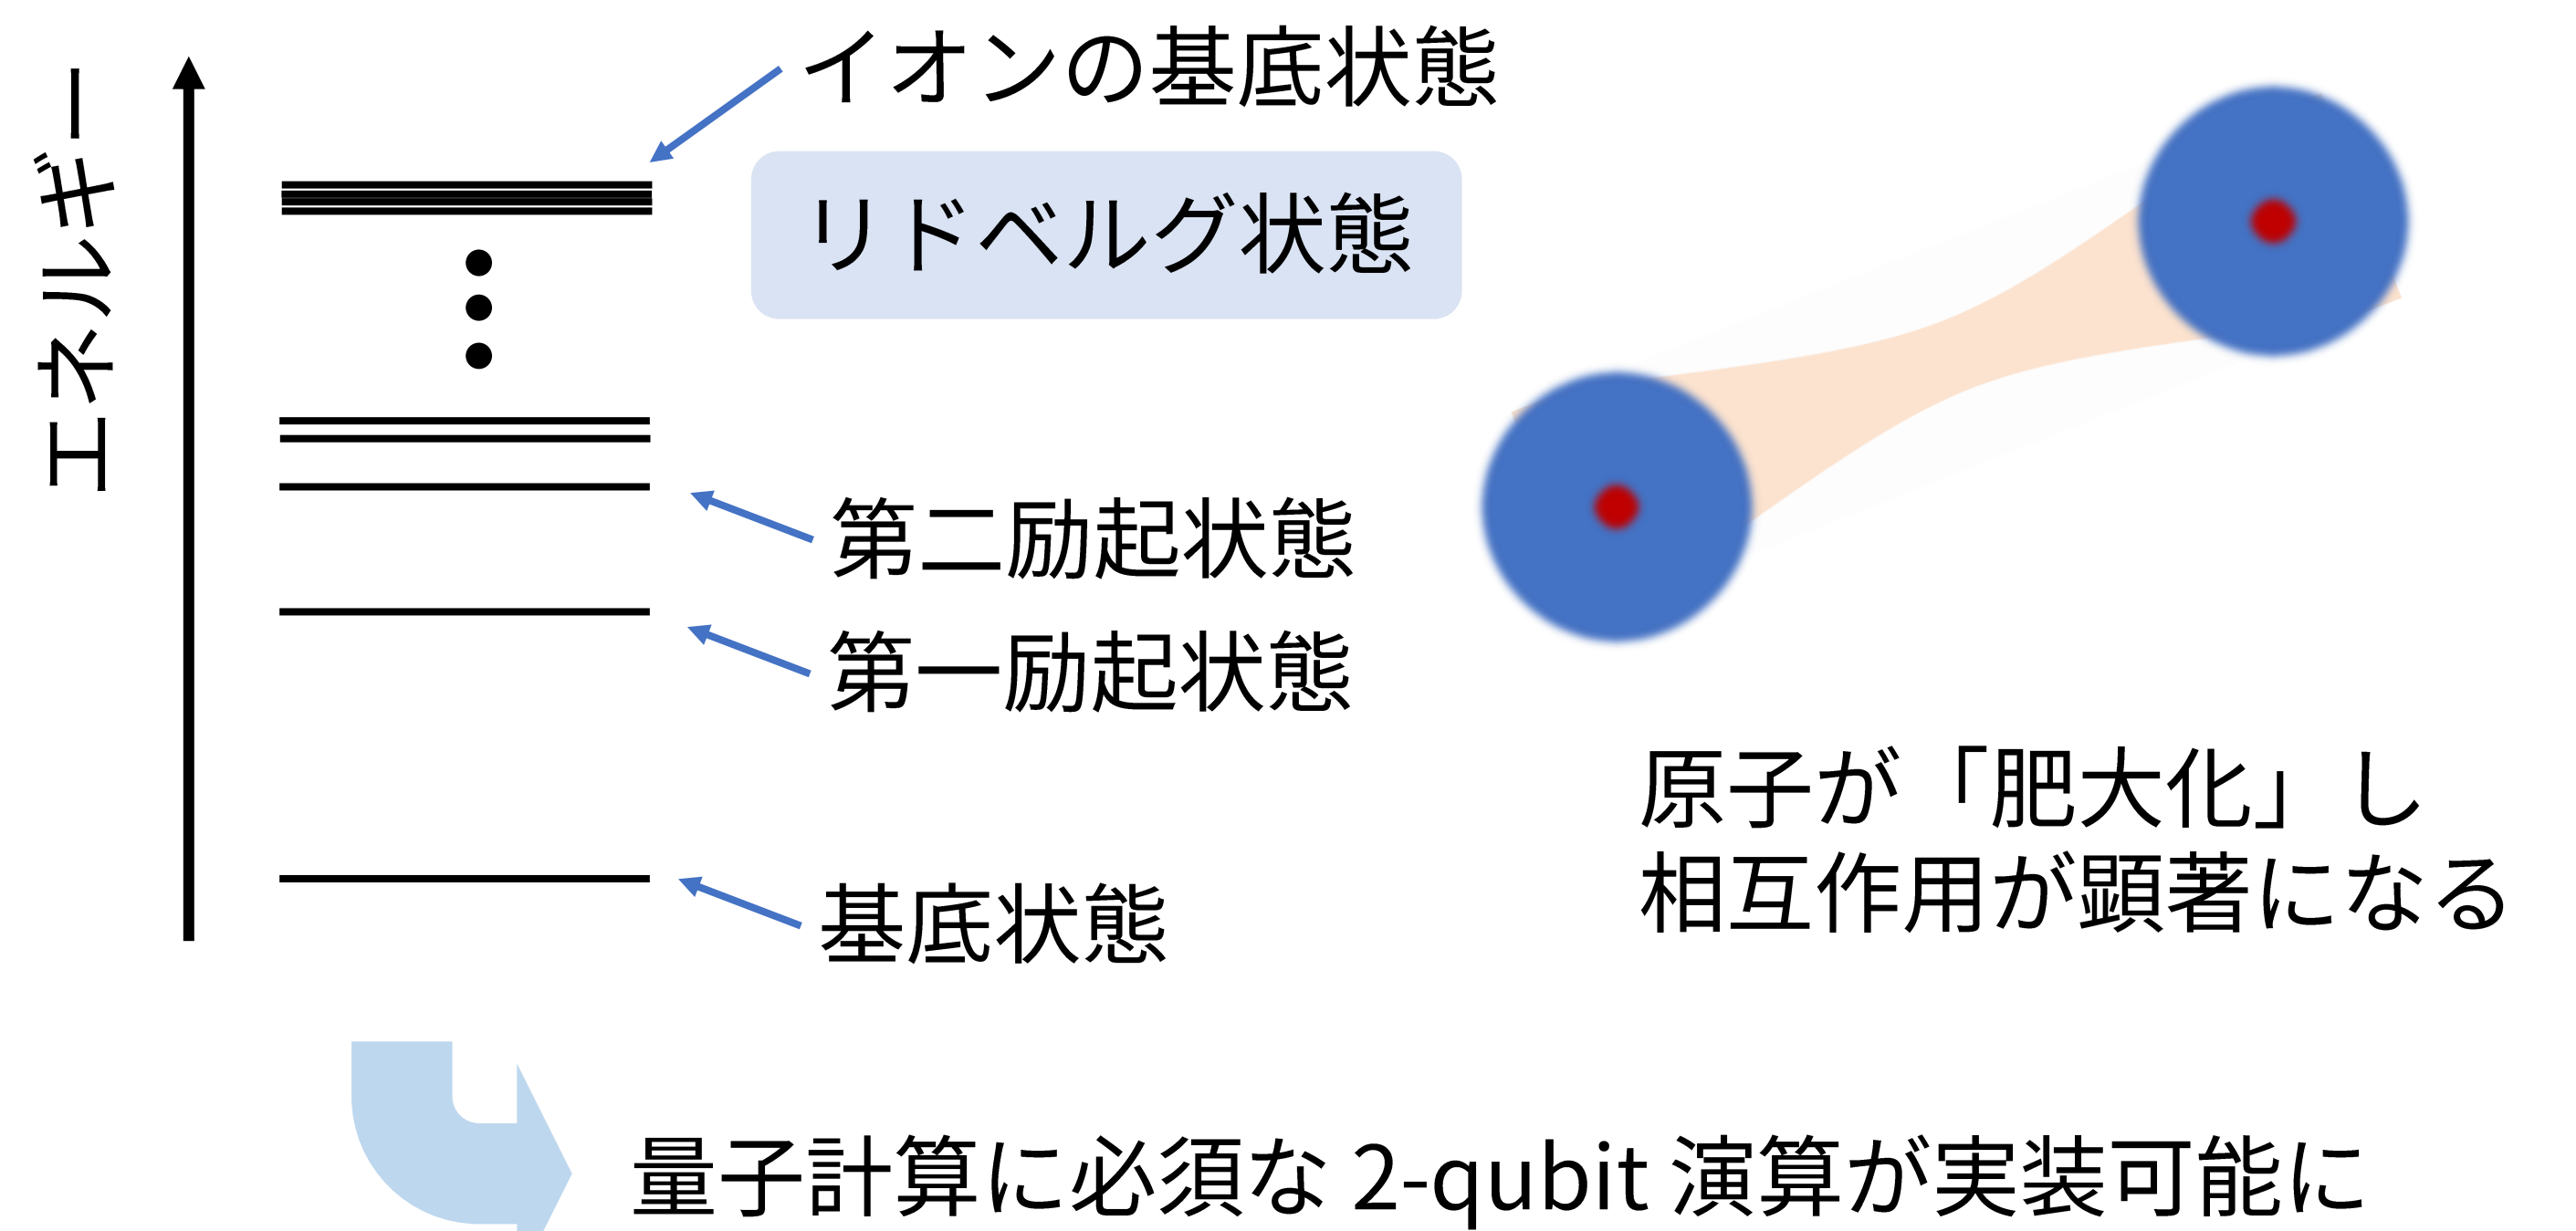 エネルギー
イオンの基底状態
リドベルグ状態
第二励起状態
第一励起状態
基底状態
原子が「肥大化」し
相互作用が顕著になる
量子計算に必須な 2-qubit 演算が実装可能に